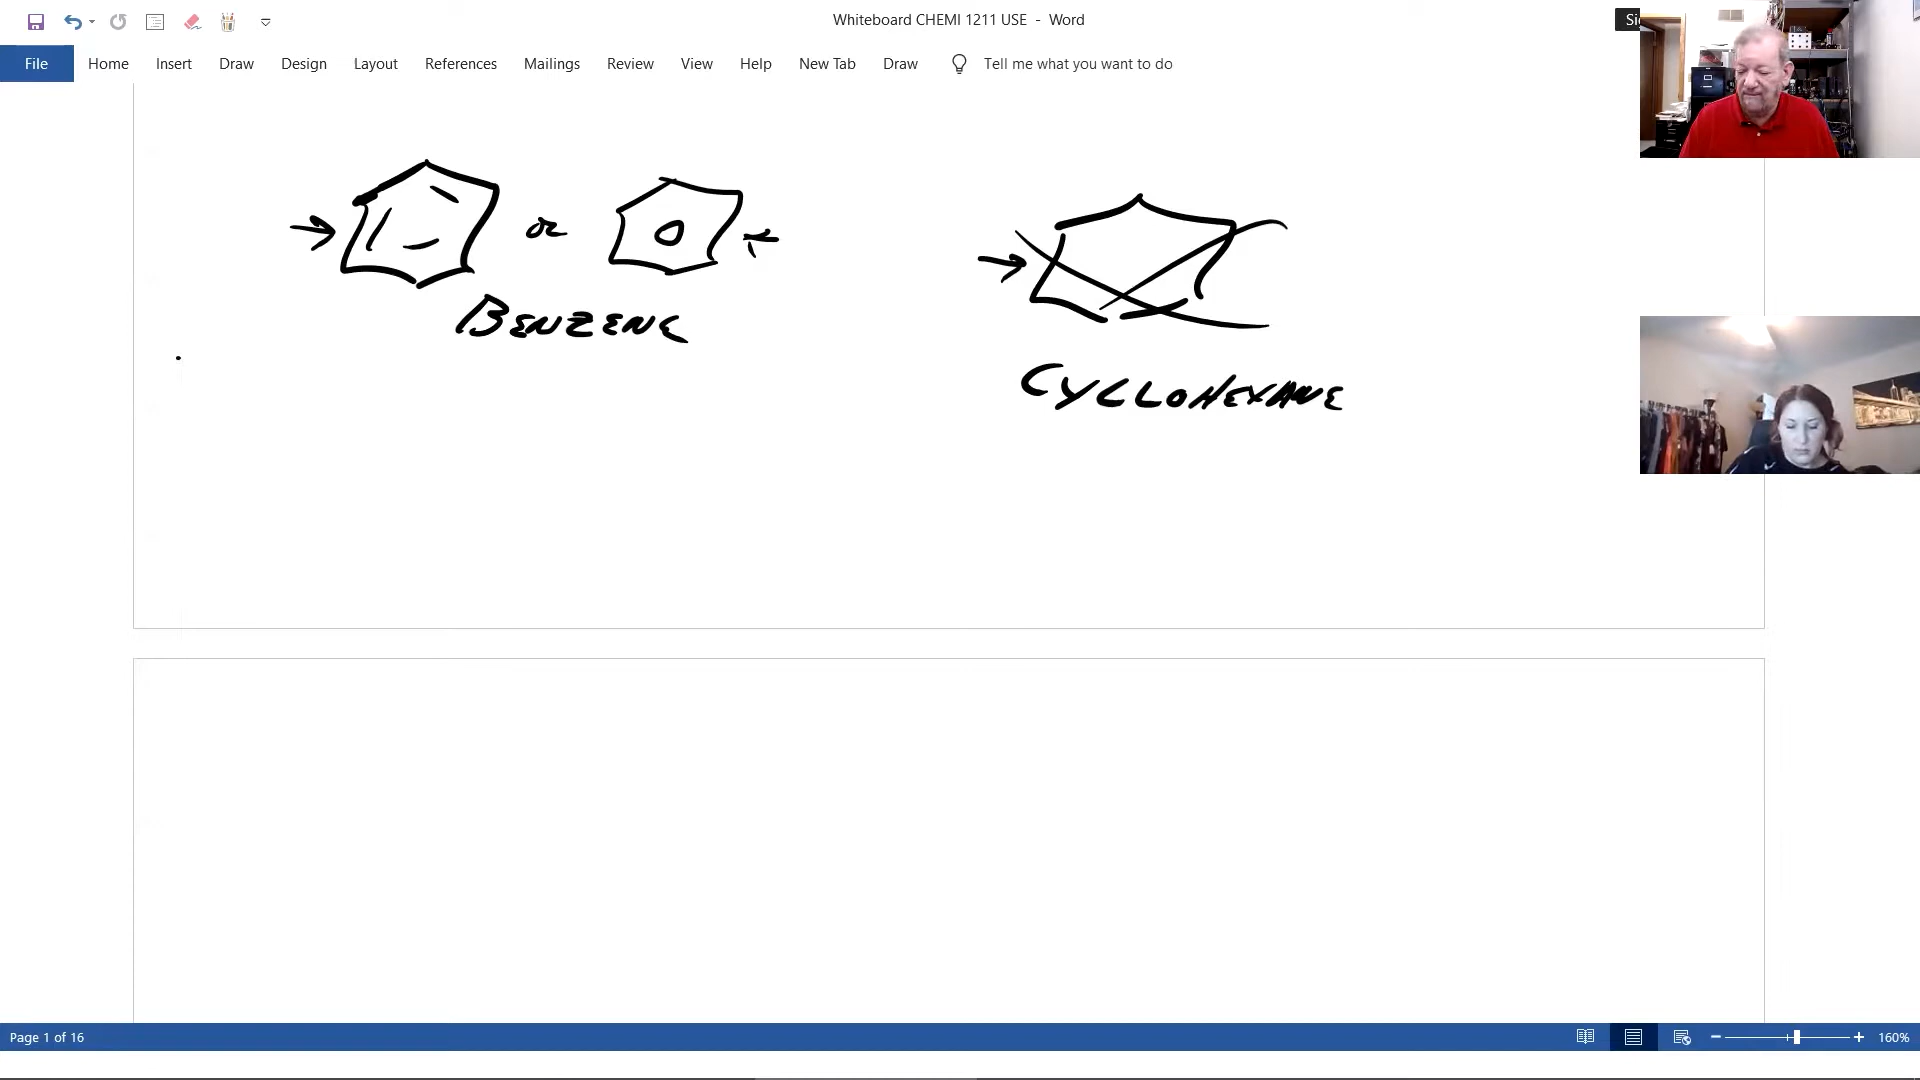 Whiteboard CHEMI 1211 USE - Word
File Home Insert Draw Design Layout References Mailings Review View Help New Tab Draw Tell me what you want to do
or
BENZENE
CYCLOHEXANE
Page 1 of 16
160%